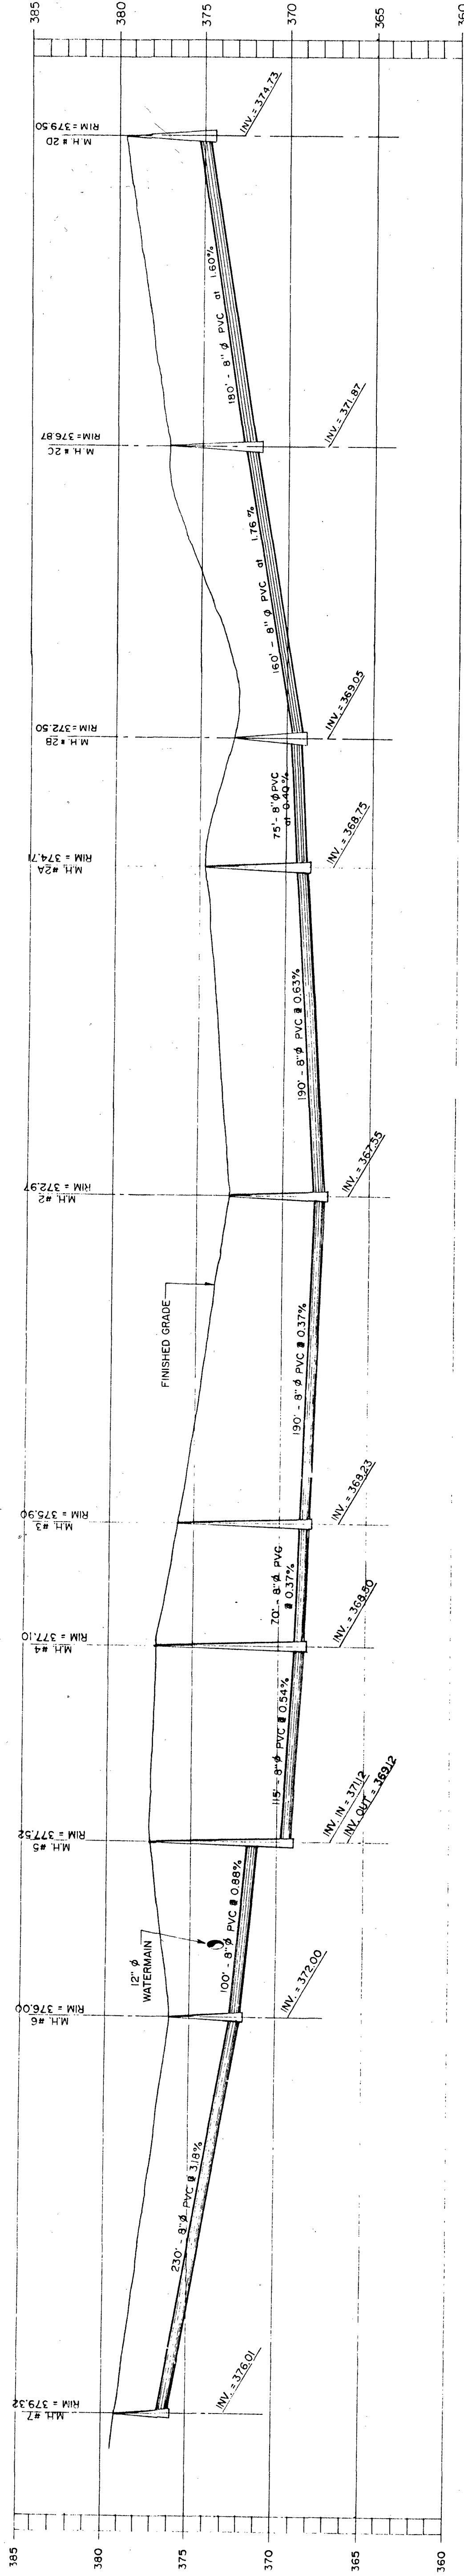 385
380
375
370
365
360
M.H. # 2D
RIM = 379.50
INV. = 374.73
180' - 8" Ø PVC at 1.60%
M.H. # 2C
RIM = 376.87
INV. = 371.87
160' - 8" Ø PVC at 1.76%
M.H. # 2B
RIM = 372.50
INV. = 369.05
75' - 8" Ø PVC
at 0.40%
M.H. #2A
RIM = 374.71
INV. = 368.75
190' - 8" Ø PVC @ 0.63%
M.H. #2
RIM = 372.97
INV. = 367.55
FINISHED GRADE
190' - 8" Ø PVC @ 0.37%
M.H. #3
RIM = 375.90
INV. = 368.23
70' - 8" Ø PVC
@ 0.37%
M.H. #4
RIM = 377.10
INV. = 368.50
115' - 8" Ø PVC @ 0.54%
M.H. #5
RIM = 377.52
INV. IN = 371.12
INV. OUT = 369.12
12" Ø
WATERMAIN
100' - 8" Ø PVC @ 0.88%
M.H. #6
RIM = 376.00
INV. = 372.00
230' - 8" Ø PVC @ 3.18%
M.H. #7
RIM = 379.32
INV. = 376.01
385
380
375
370
365
360